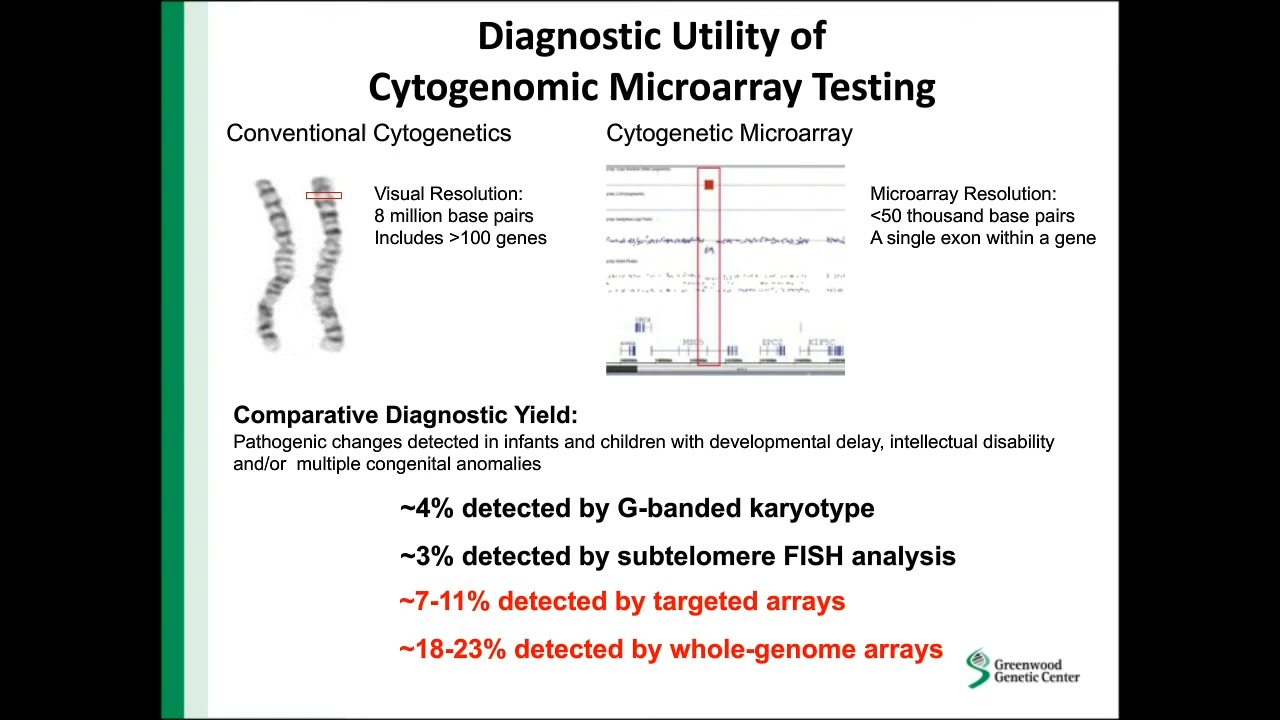 Diagnostic Utility of
Cytogenomic Microarray Testing
Conventional Cytogenetics
Cytogenetic Microarray
Visual Resolution:
8 million base pairs
Includes >100 genes
Microarray Resolution:
<50 thousand base pairs
A single exon within a gene
EPC2
KIF5C
Comparative Diagnostic Yield:
Pathogenic changes detected in infants and children with developmental delay, intellectual disability
and/or multiple congenital anomalies
~4% detected by G-banded karyotype
~3% detected by subtelomere FISH analysis
~7-11% detected by targeted arrays
~18-23% detected by whole-genome arrays
Greenwood
Genetic Center